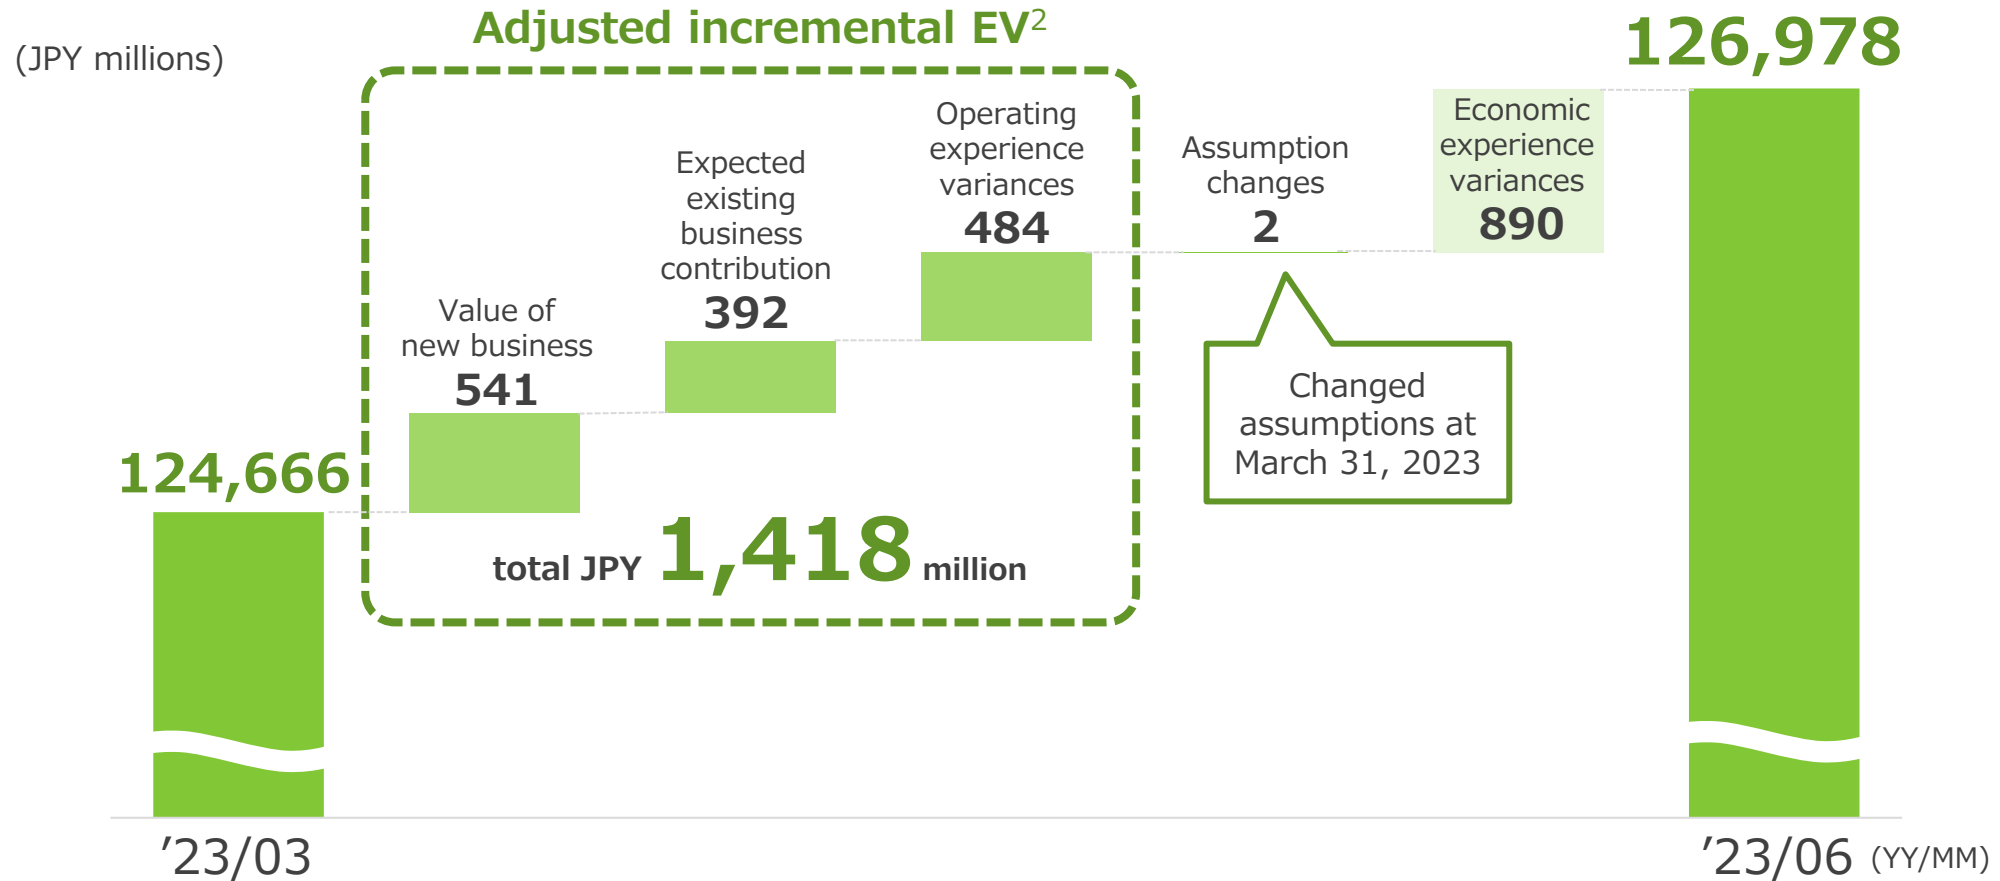 Adjusted incremental EV2
(JPY millions)
124,666
Value of
new business
541
Expected
existing
business
contribution
392
Operating
experience
variances
484
total JPY 1,418 million
Assumption
changes
2
Changed
assumptions at
March 31, 2023
Economic
experience
variances
890
126,978
’23/03
’23/06 (YY/MM)